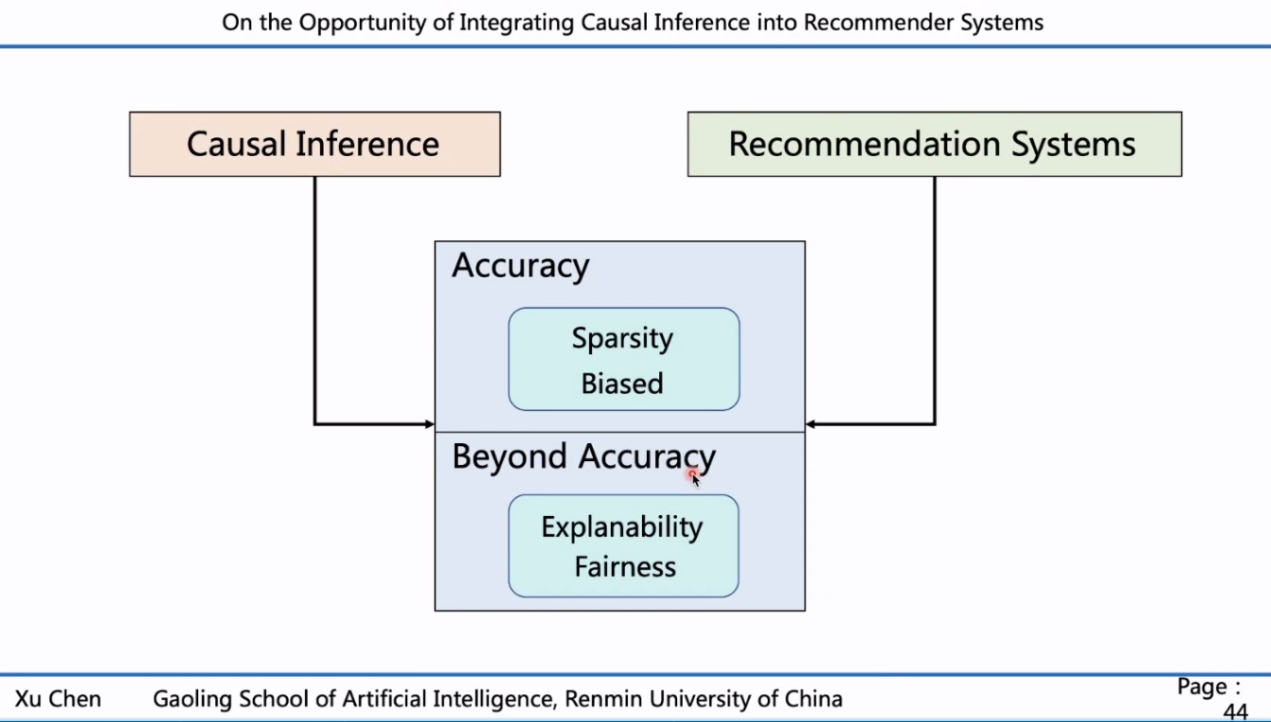 On the Opportunity of Integrating Causal Inference into Recommender Systems
Causal Inference
Recommendation Systems
Accuracy
Sparsity
Biased
Beyond Accuracy
Explanability
Fairness
Xu Chen
Gaoling School of Artificial Intelligence, Renmin University of China
Page :
44